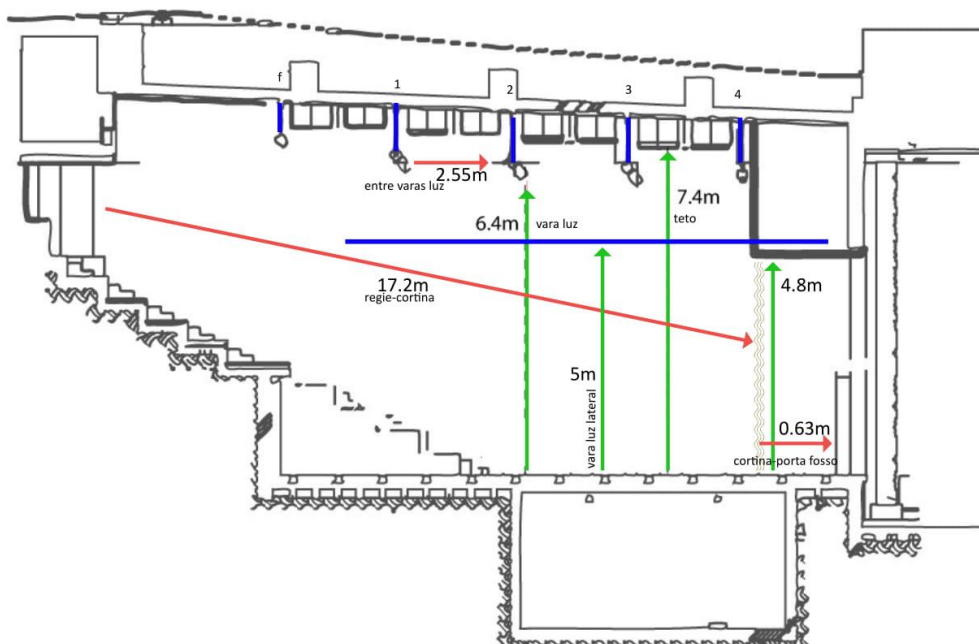 f
1
2
3
4
2.55m
entre varas luz
6.4m
vara luz
7.4m
teto
17.2m
regie-cortina
4.8m
5m
vara luz lateral
0.63m
cortina-porta fosso